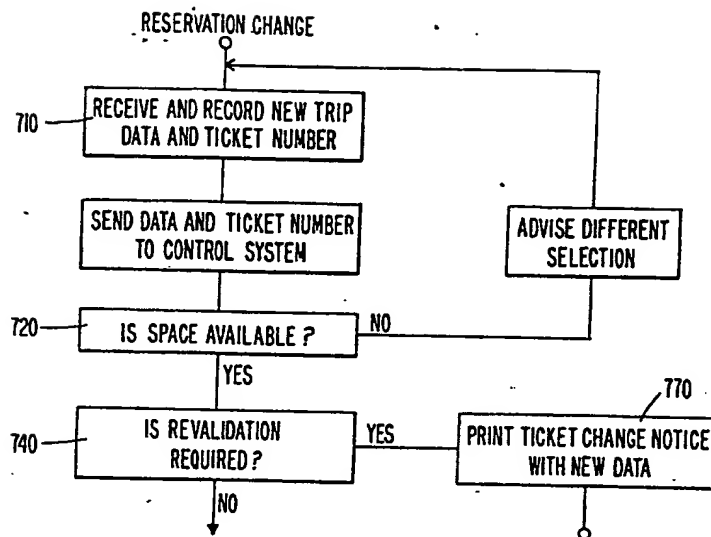 RESERVATION CHANGE
710
RECEIVE AND RECORD NEW TRIP
DATA AND TICKET NUMBER
SEND DATA AND TICKET NUMBER
TO CONTROL SYSTEM
ADVISE DIFFERENT
SELECTION
720
IS SPACE AVAILABLE ?
NO
YES
740
IS REVALIDATION
REQUIRED ?
YES
770
PRINT TICKET CHANGE NOTICE
WITH NEW DATA
NO